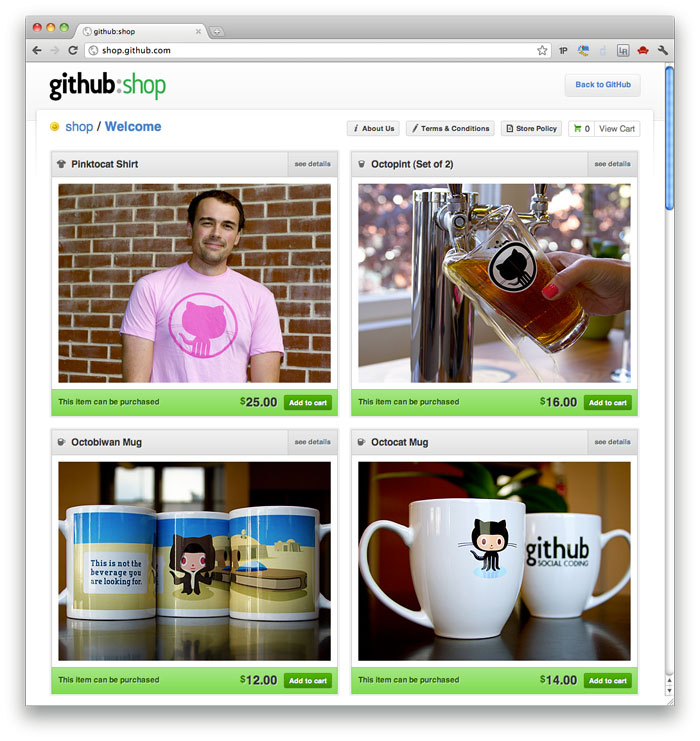 github:shop
shop.github.com
github:shop
Back to GitHub
shop / Welcome
About Us
Terms & Conditions
Store Policy
0 View Cart
Pinktocat Shirt
see details
Octopint (Set of 2)
see details
This item can be purchased
$25.00
Add to cart
This item can be purchased
$16.00
Add to cart
Octobiwan Mug
see details
Octocat Mug
see details
This is not the
beverage you
are looking for.
github
SOCIAL CODING
This item can be purchased
$12.00
Add to cart
This item can be purchased
$14.00
Add to cart